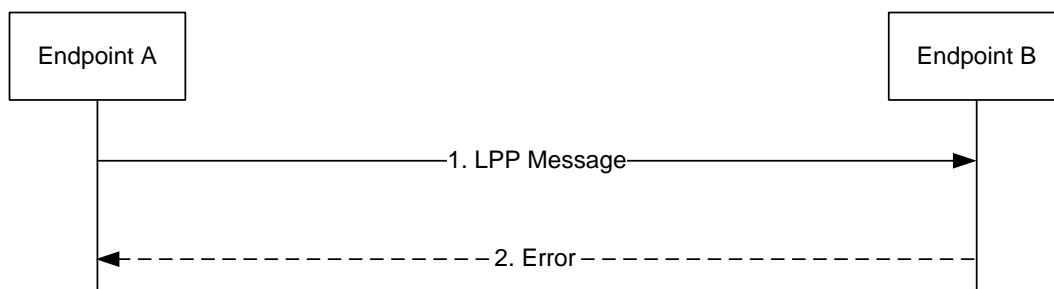 Endpoint A
Endpoint B
1. LPP Message
2. Error